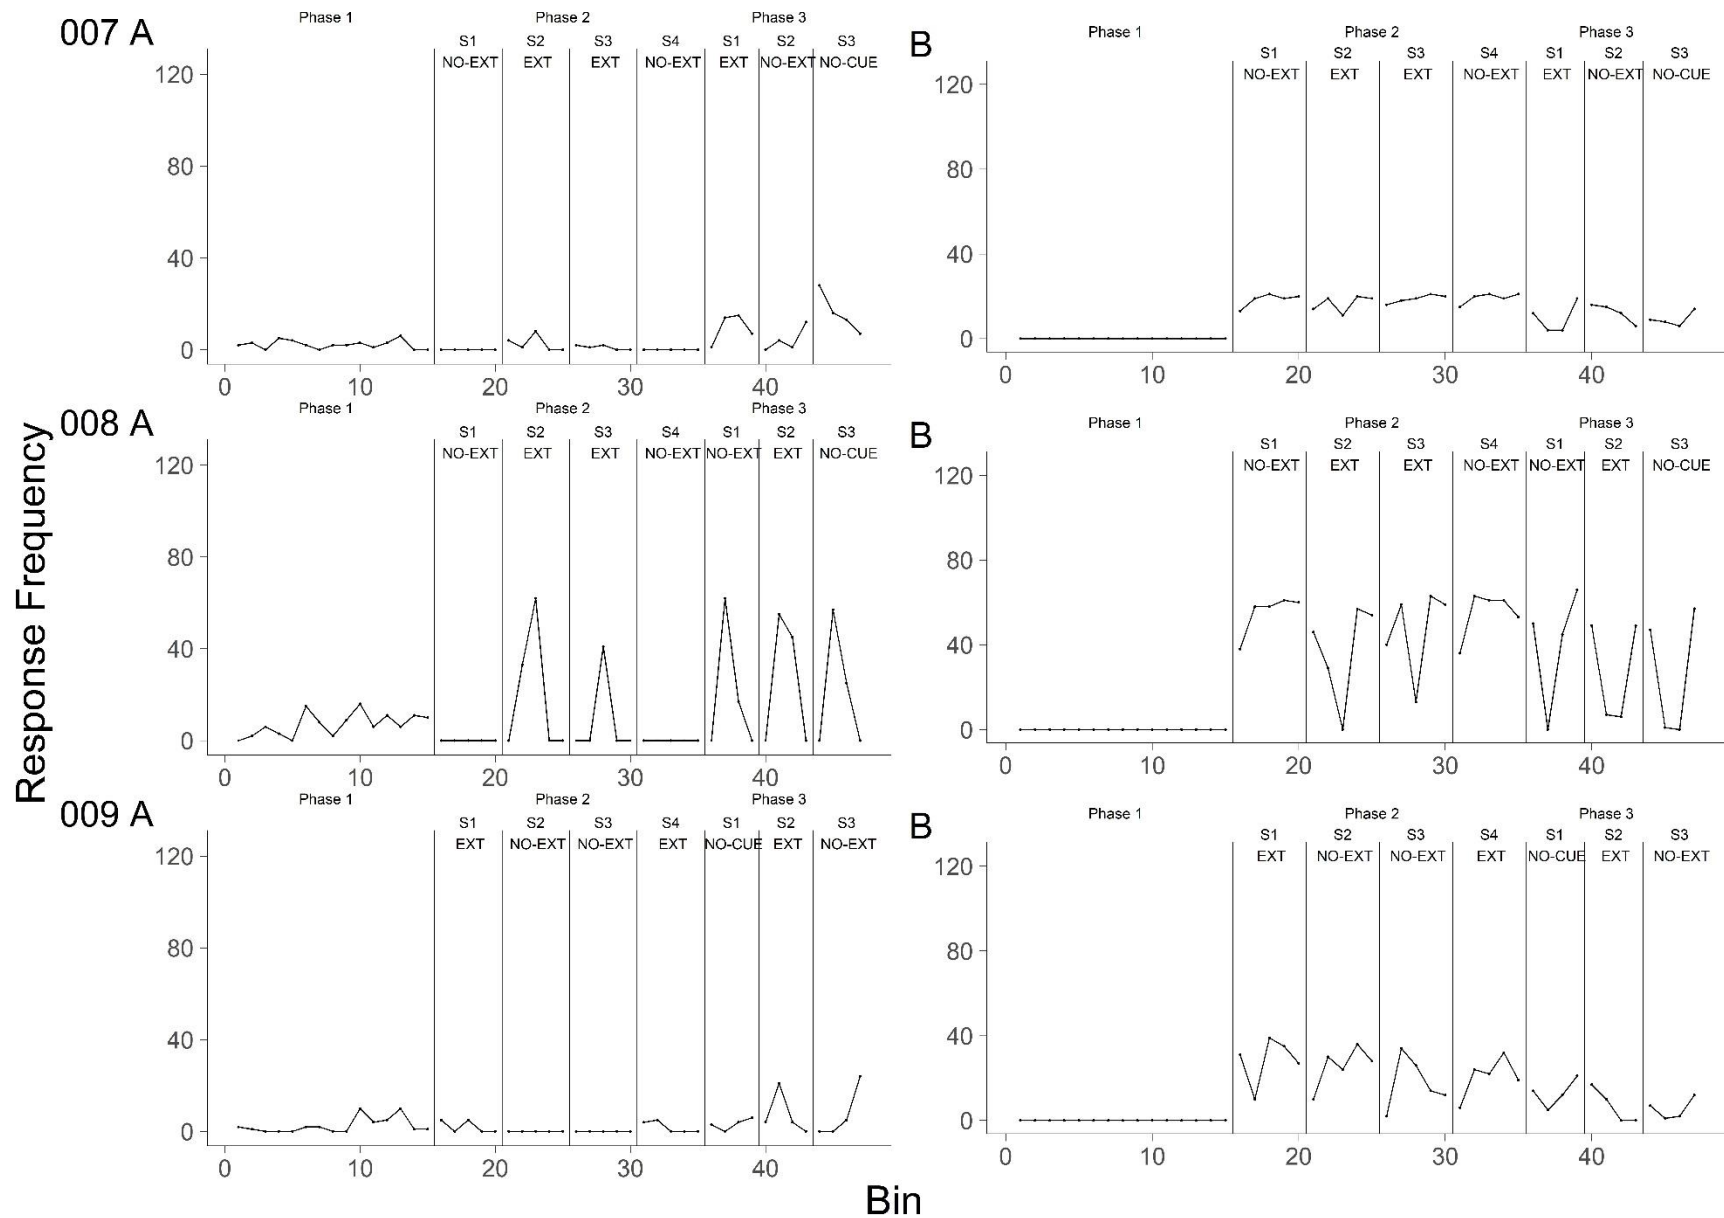 007 A
Phase 1 Phase 2 Phase 3
S1 S2 S3 S4 S1 S2 S3
NO-EXT EXT EXT NO-EXT EXT NO-EXT NO-CUE
120
80
40
0
0 10 20 30 40
B
Phase 1 Phase 2 Phase 3
S1 S2 S3 S4 S1 S2 S3
NO-EXT EXT EXT NO-EXT EXT NO-EXT NO-CUE
120
80
40
0
0 10 20 30 40
008 A
Phase 1 Phase 2 Phase 3
S1 S2 S3 S4 S1 S2 S3
NO-EXT EXT EXT NO-EXT NO-EXT EXT NO-CUE
120
80
40
0
0 10 20 30 40
B
Phase 1 Phase 2 Phase 3
S1 S2 S3 S4 S1 S2 S3
NO-EXT EXT EXT NO-EXT NO-EXT EXT NO-CUE
120
80
40
0
0 10 20 30 40
009 A
Phase 1 Phase 2 Phase 3
S1 S2 S3 S4 S1 S2 S3
EXT NO-EXT NO-EXT EXT NO-CUE EXT NO-EXT
120
80
40
0
0 10 20 30 40
B
Phase 1 Phase 2 Phase 3
S1 S2 S3 S4 S1 S2 S3
EXT NO-EXT NO-EXT EXT NO-CUE EXT NO-EXT
120
80
40
0
0 10 20 30 40
Response Frequency
Bin